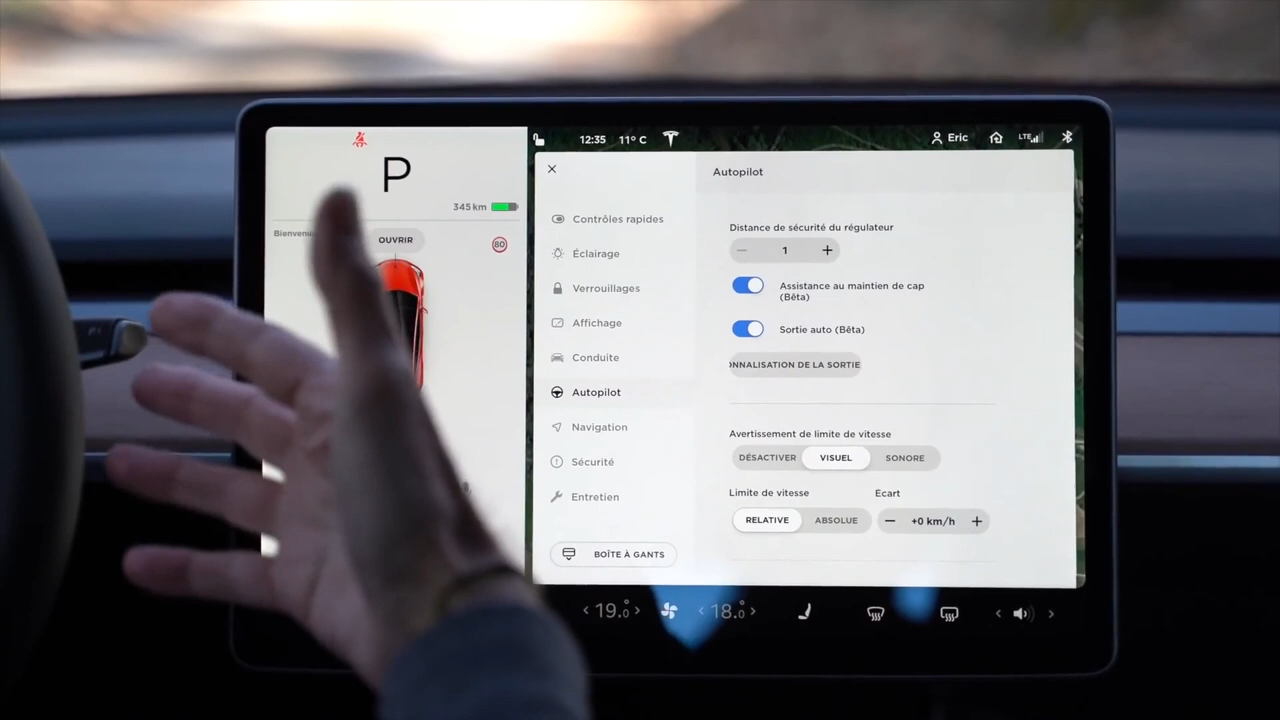 P
345 km
Bienvenu
OUVRIR
80
12:35 11° C
Eric
LTE
Autopilot
Contrôles rapides
Éclairage
Verrouillages
Affichage
Conduite
Autopilot
Navigation
Sécurité
Entretien
BOÎTE À GANTS
Distance de sécurité du régulateur
1
Assistance au maintien de cap
(Bêta)
Sortie auto (Bêta)
ONNALISATION DE LA SORTIE
Avertissement de limite de vitesse
DÉSACTIVER VISUEL SONORE
Limite de vitesse Ecart
RELATIVE ABSOLUE +0 km/h
19.0 18.0